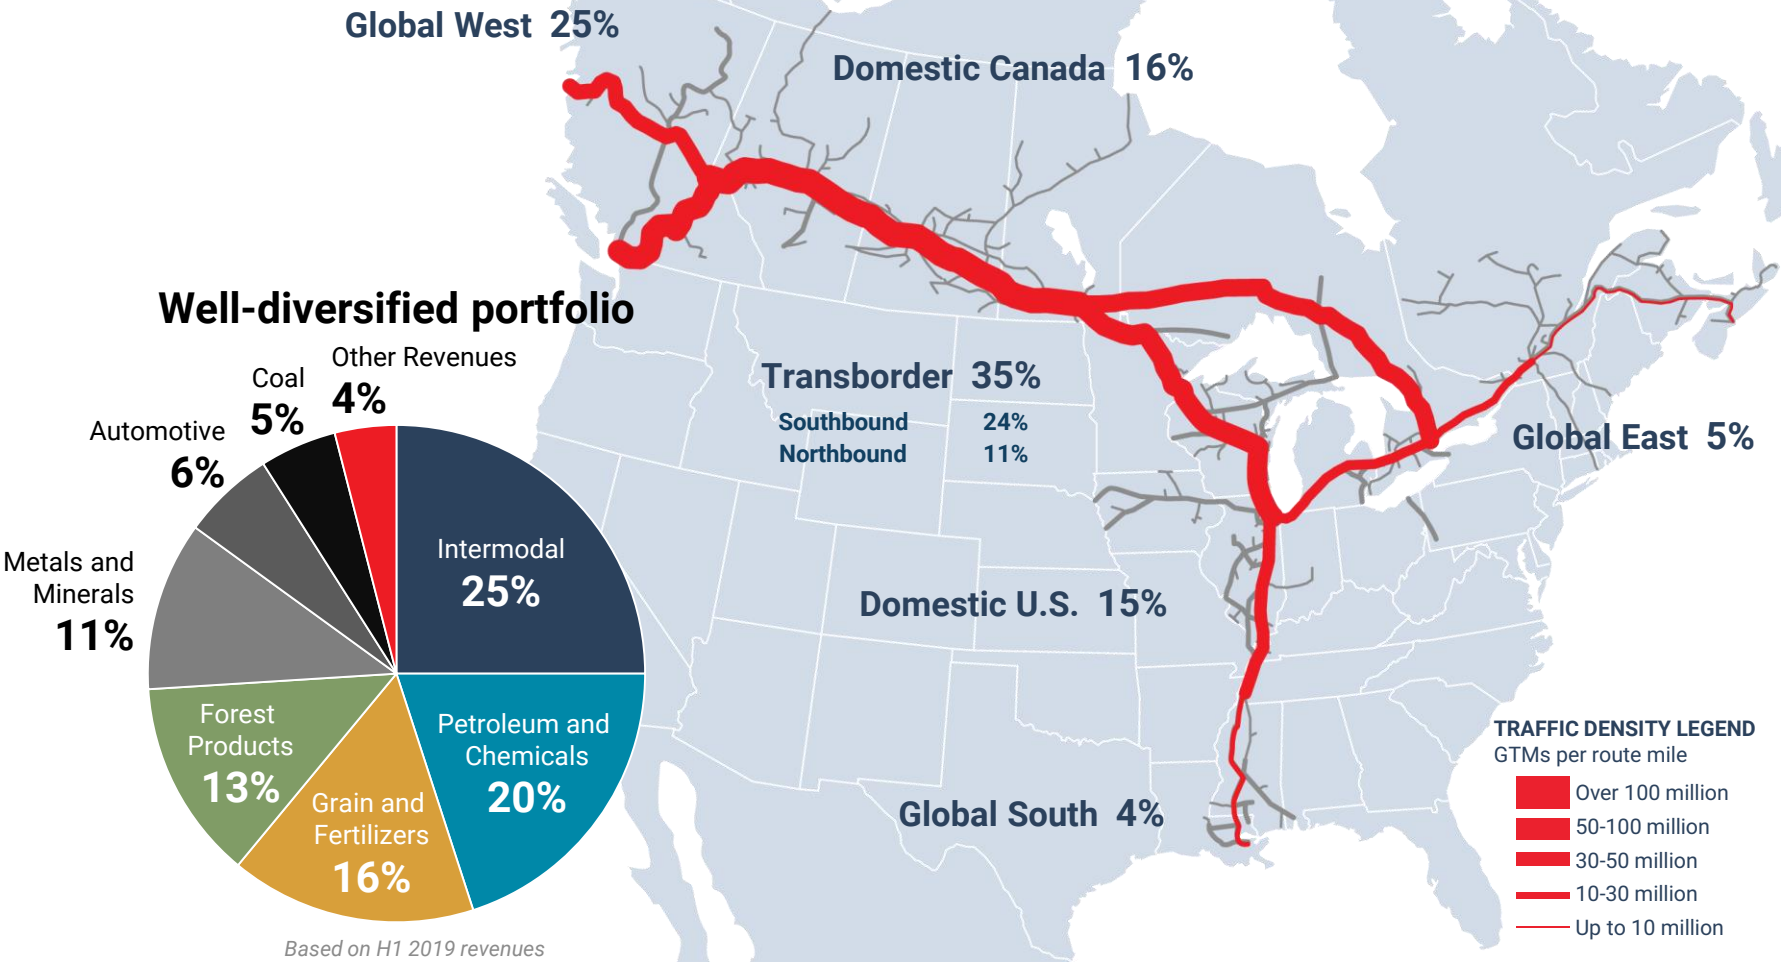 Global West 25%
Domestic Canada 16%
Well-diversified portfolio
Other Revenues
4%
Coal
5%
Automotive
6%
Metals and
Minerals
11%
Intermodal
25%
Forest
Products
13%
Petroleum and
Chemicals
20%
Grain and
Fertilizers
16%
Based on H1 2019 revenues
Transborder 35%
Southbound 24%
Northbound 11%
Global East 5%
Domestic U.S. 15%
Global South 4%
TRAFFIC DENSITY LEGEND
GTMs per route mile
Over 100 million
50-100 million
30-50 million
10-30 million
Up to 10 million